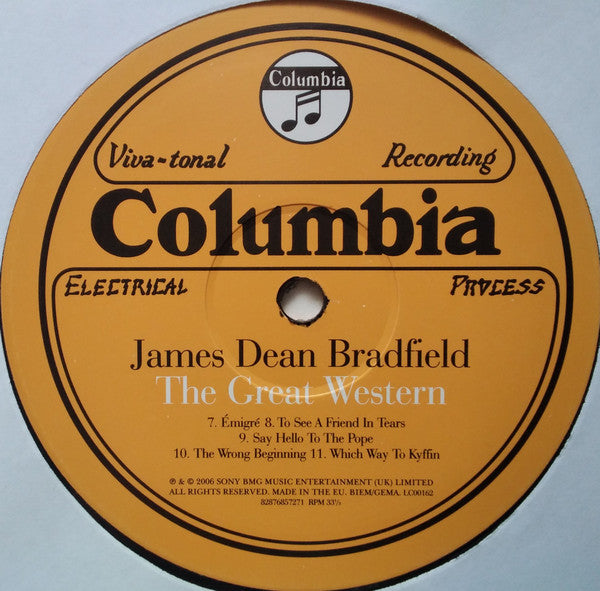 Columbia
Viva-tonal Recording
Columbia
ELECTRICAL PROCESS
James Dean Bradfield
The Great Western
7. Émigré 8. To See A Friend In Tears
9. Say Hello To The Pope
10. The Wrong Beginning 11. Which Way To Kyffin
℗ & © 2006 SONY BMG MUSIC ENTERTAINMENT (UK) LIMITED
ALL RIGHTS RESERVED. MADE IN THE EU. BIEM/GEMA. LC00162
82876857271 RPM 33⅓